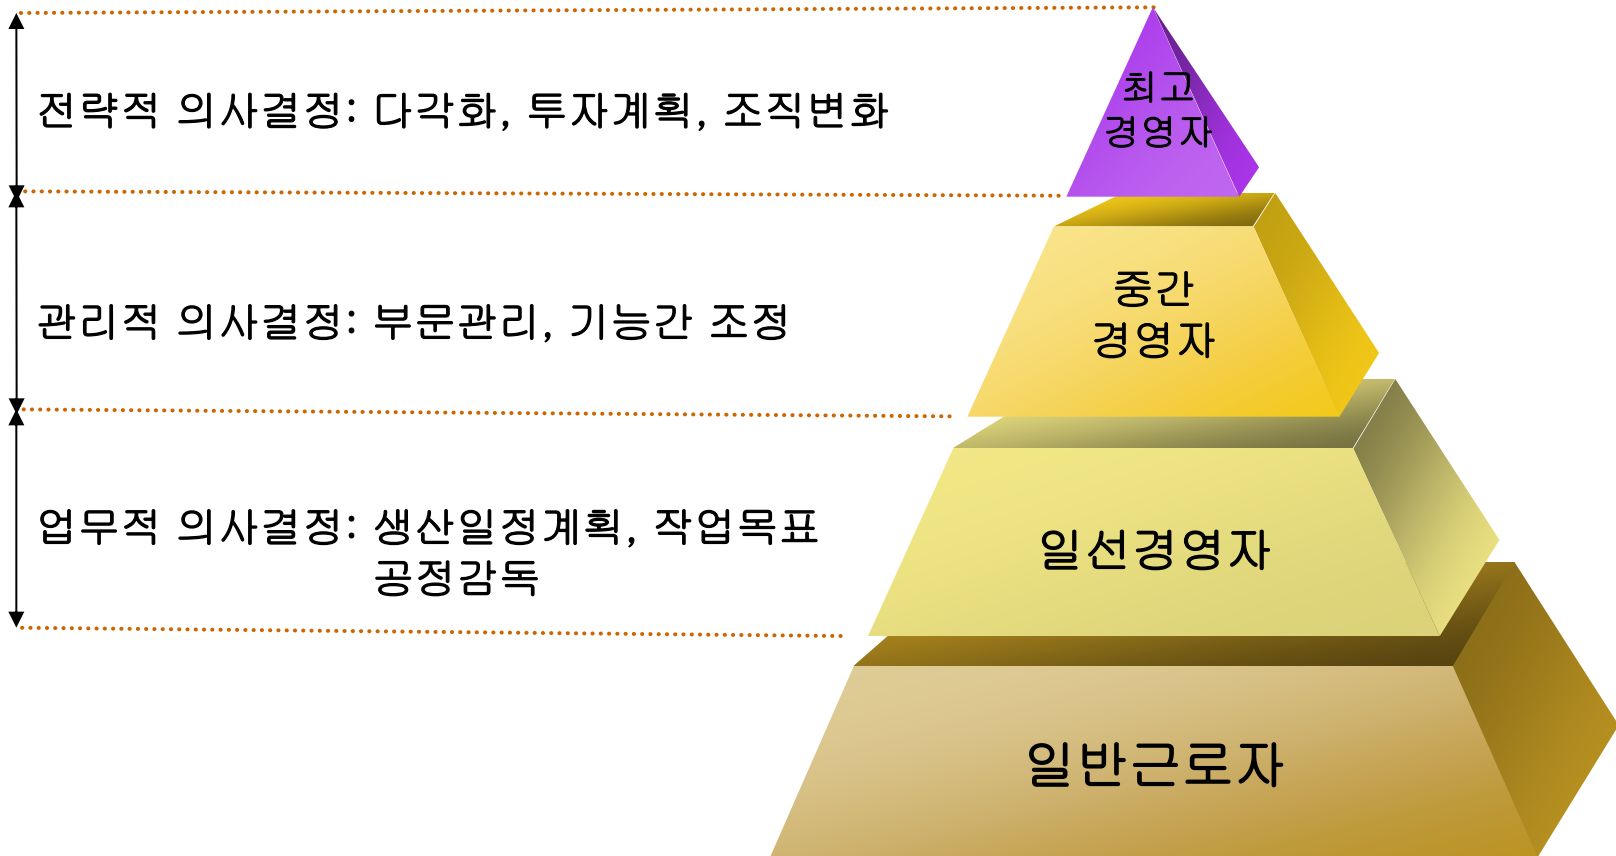 전략적 의사결정: 다각화, 투자계획, 조직변화
최고
경영자
관리적 의사결정: 부문관리, 기능간 조정
중간
경영자
업무적 의사결정: 생산일정계획, 작업목표
공정감독
일선경영자
일반근로자